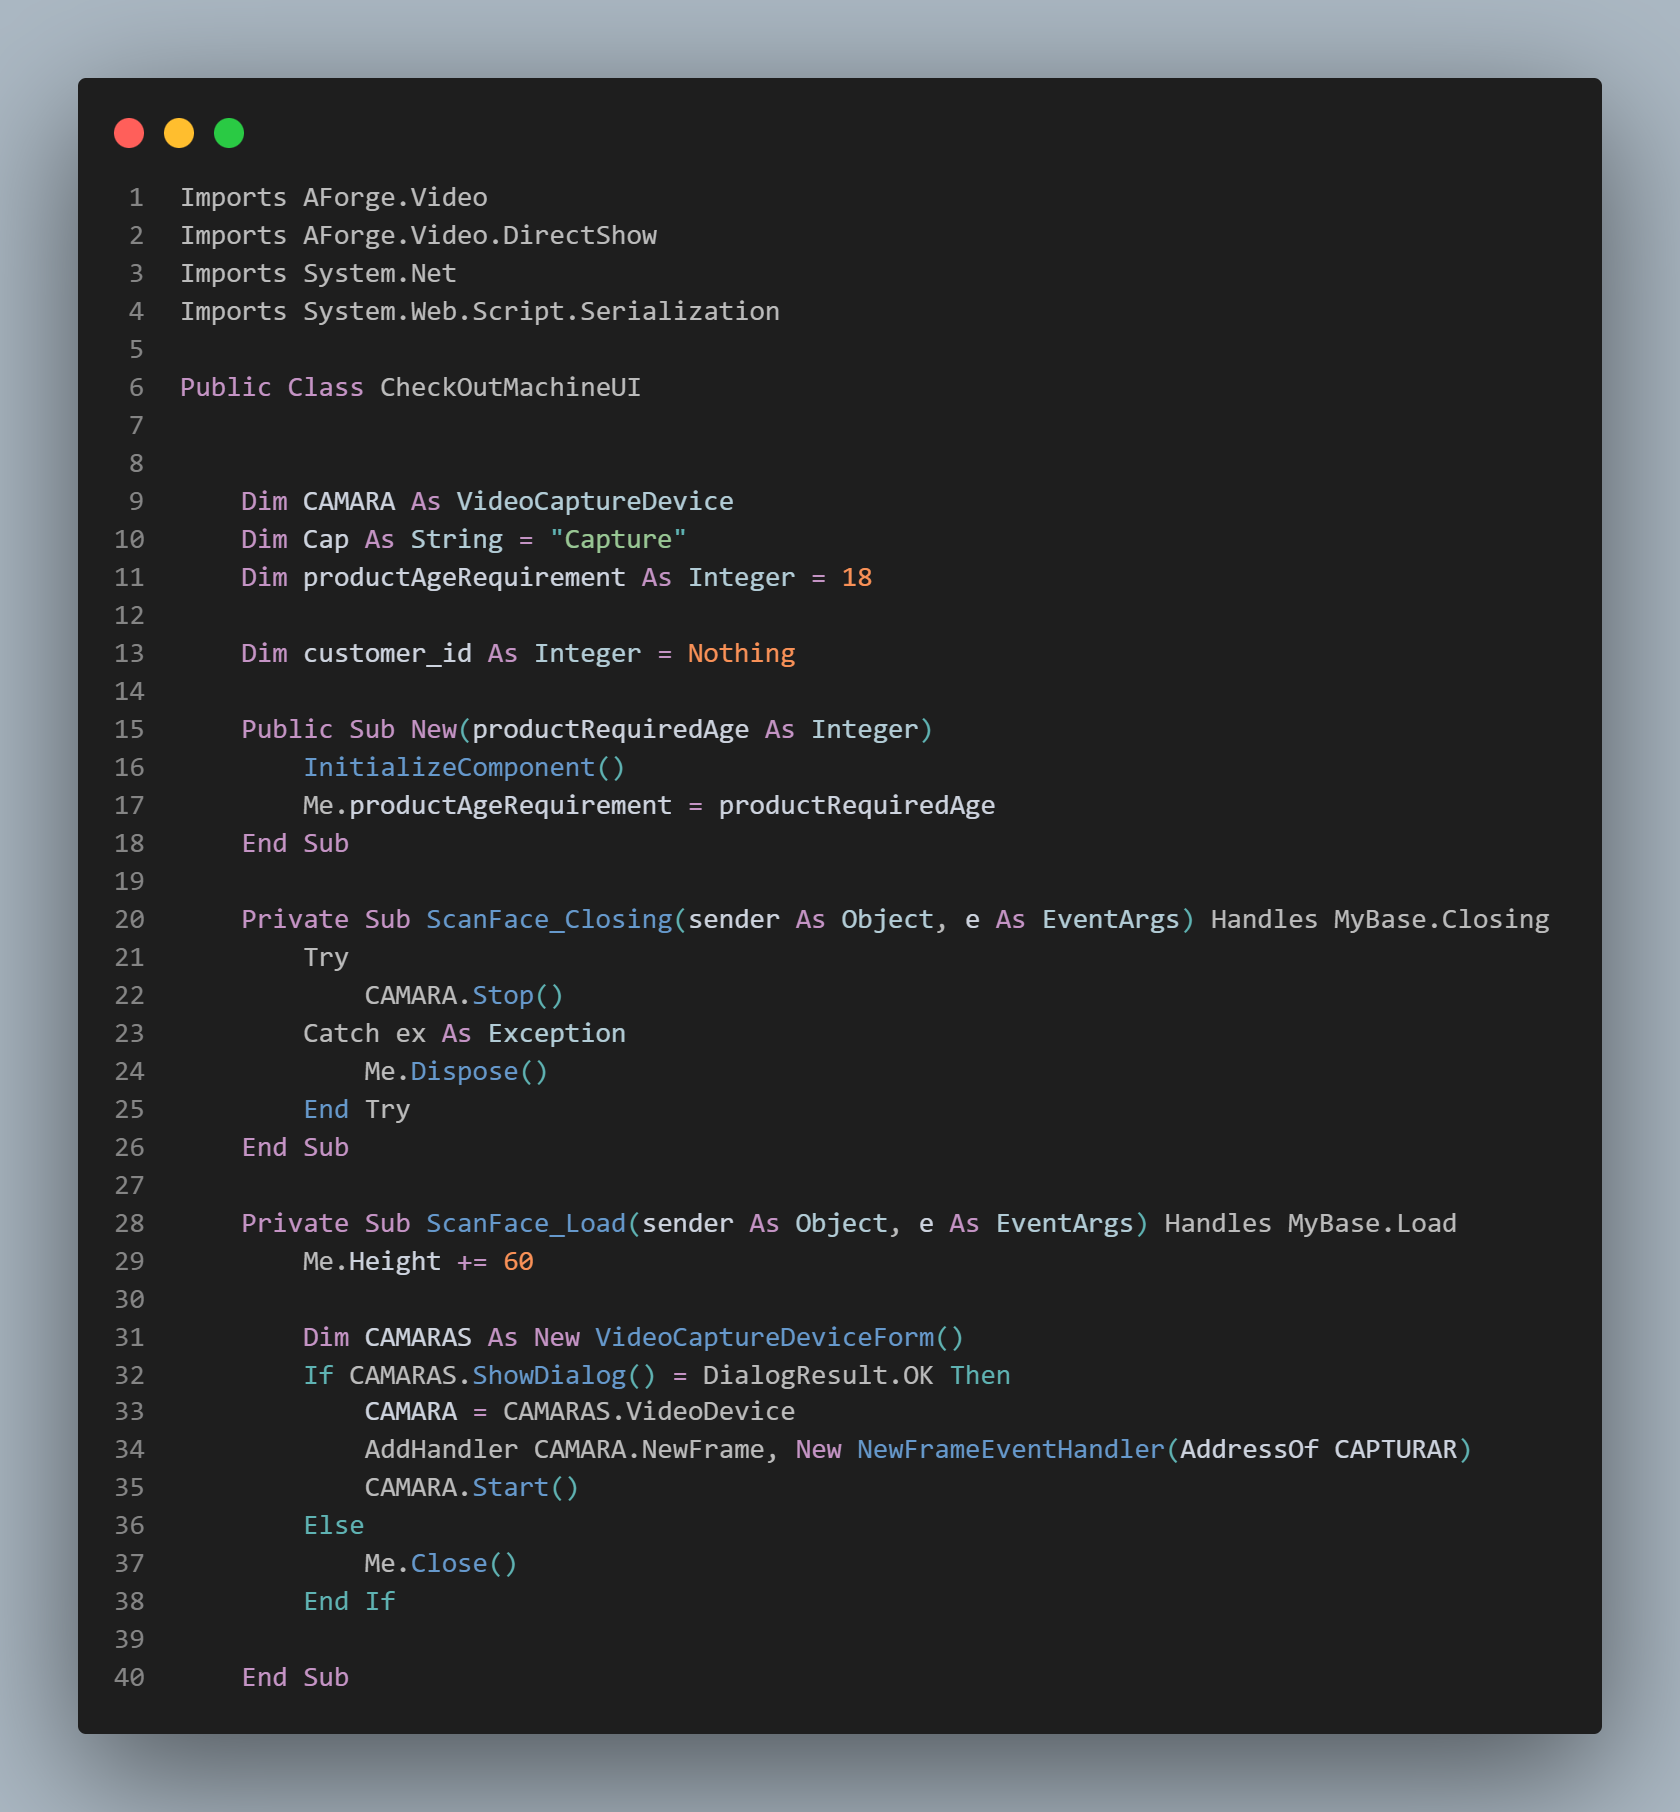 1 Imports AForge.Video
2 Imports AForge.Video.DirectShow
3 Imports System.Net
4 Imports System.Web.Script.Serialization
5
6 Public Class CheckOutMachineUI
7
8
9     Dim CAMARA As VideoCaptureDevice
10     Dim Cap As String = "Capture"
11     Dim productAgeRequirement As Integer = 18
12
13     Dim customer_id As Integer = Nothing
14
15     Public Sub New(productRequiredAge As Integer)
16         InitializeComponent()
17         Me.productAgeRequirement = productRequiredAge
18     End Sub
19
20     Private Sub ScanFace_Closing(sender As Object, e As EventArgs) Handles MyBase.Closing
21         Try
22             CAMARA.Stop()
23         Catch ex As Exception
24             Me.Dispose()
25         End Try
26     End Sub
27
28     Private Sub ScanFace_Load(sender As Object, e As EventArgs) Handles MyBase.Load
29         Me.Height += 60
30
31         Dim CAMARAS As New VideoCaptureDeviceForm()
32         If CAMARAS.ShowDialog() = DialogResult.OK Then
33             CAMARA = CAMARAS.VideoDevice
34             AddHandler CAMARA.NewFrame, New NewFrameEventHandler(AddressOf CAPTURAR)
35             CAMARA.Start()
36         Else
37             Me.Close()
38         End If
39
40     End Sub